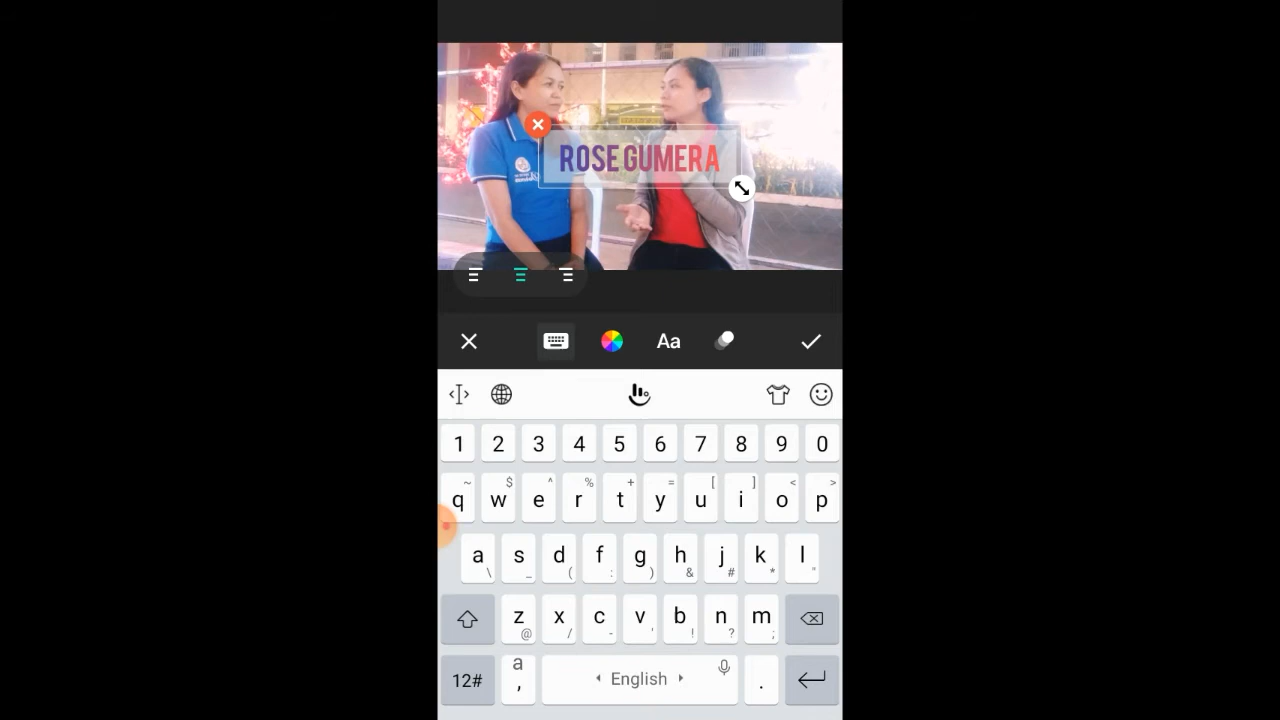 ROSE GUMERA
Aa
1 2 3 4 5 6 7 8 9 0
~ $ ^ % + = [ ] < >
q w e r t y u i o p
a s d f g h j k l
\ _ ( : ) & # * "
z x c v b n m
@ / - ' ! ? ;
12# a , English .